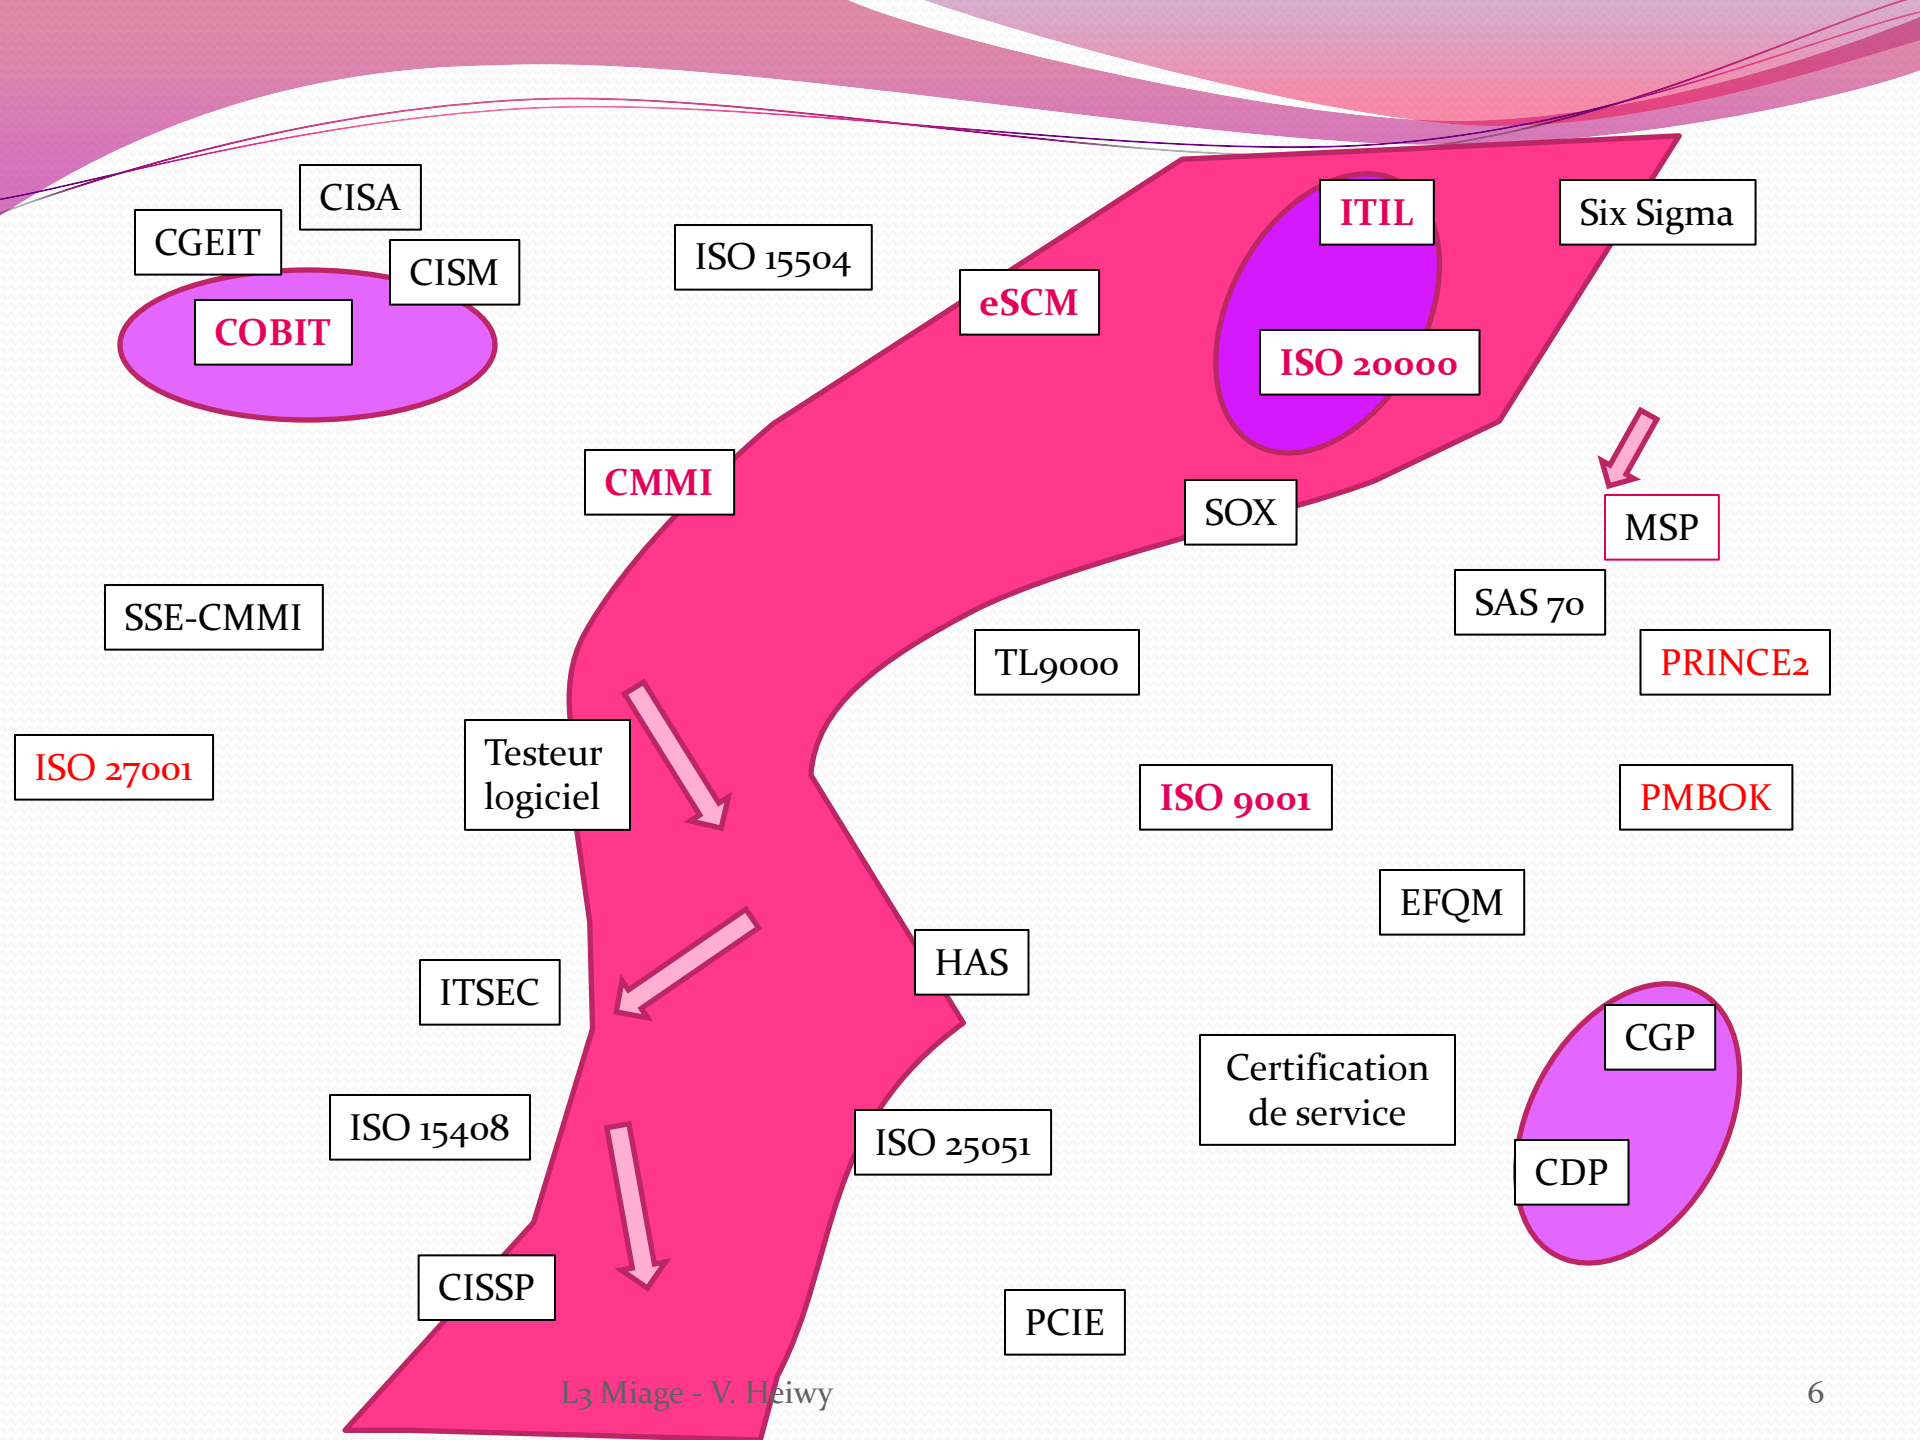 CISA
ITIL
Six Sigma
CGEIT
ISO 15504
CISM
eSCM
COBIT
ISO 20000
CMMI
SOX
MSP
SAS 70
SSE-CMMI
TL9000
PRINCE2
ISO 27001
Testeur
logiciel
ISO 9001
PMBOK
EFQM
HAS
ITSEC
CGP
Certification
de service
ISO 15408
ISO 25051
CDP
CISSP
PCIE
L3 Miage - V. Heiwy
6